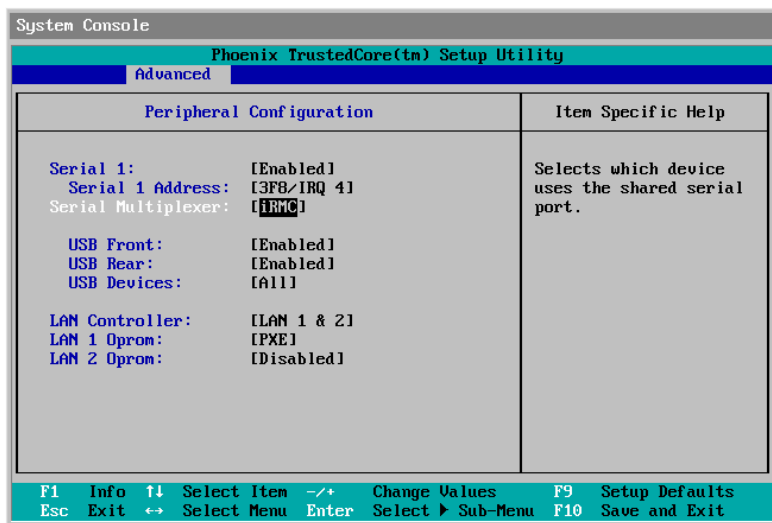 System Console
Phoenix TrustedCore(tm) Setup Utility
Advanced
Peripheral Configuration
Item Specific Help
Serial 1: [Enabled]
Serial 1 Address: [3F8/IRQ 4]
Serial Multiplexer: [iRMC]
USB Front: [Enabled]
USB Rear: [Enabled]
USB Devices: [All]
LAN Controller: [LAN 1 & 2]
LAN 1 Oprom: [PXE]
LAN 2 Oprom: [Disabled]
Selects which device
uses the shared serial
port.
F1 Info ↑↓ Select Item -/+ Change Values F9 Setup Defaults
Esc Exit ↔ Select Menu Enter Select ▶ Sub-Menu F10 Save and Exit